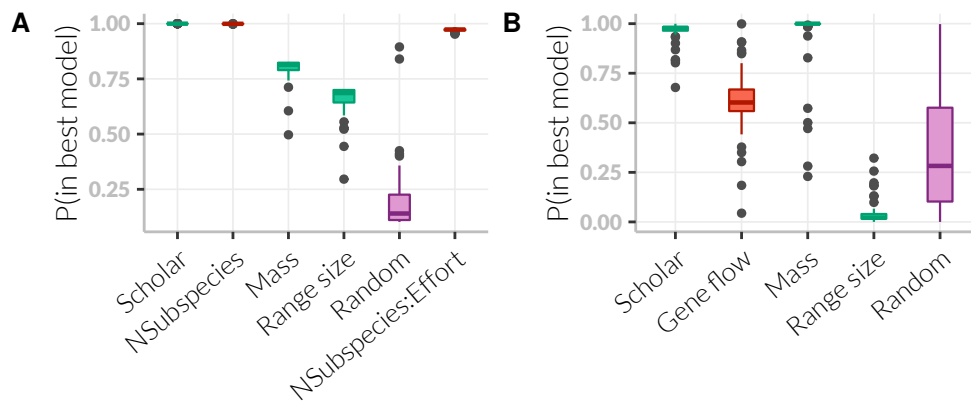 A
P(in best model)
1.00
0.75
0.50
0.25
Scholar
NSubspecies
Mass
Range size
Random
NSubspecies:Effort
B
P(in best model)
1.00
0.75
0.50
0.25
0.00
Scholar
Gene flow
Mass
Range size
Random